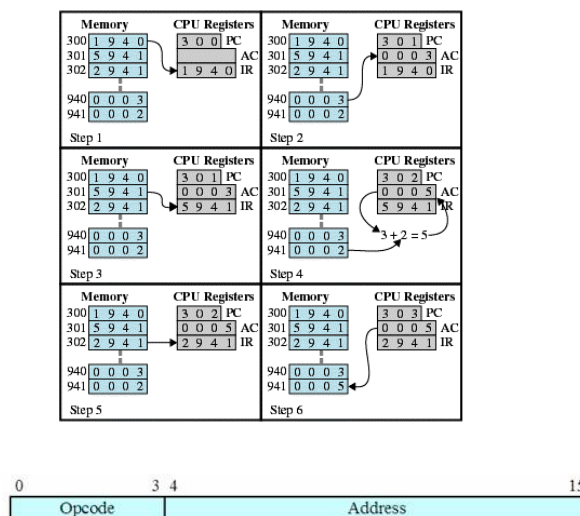 Memory CPU Registers
300 1 9 4 0 3 0 0 PC
301 5 9 4 1 AC
302 2 9 4 1 1 9 4 0 IR
940 0 0 0 3
941 0 0 0 2
Step 1
Memory CPU Registers
300 1 9 4 0 3 0 1 PC
301 5 9 4 1 0 0 0 3 AC
302 2 9 4 1 1 9 4 0 IR
940 0 0 0 3
941 0 0 0 2
Step 2
Memory CPU Registers
300 1 9 4 0 3 0 1 PC
301 5 9 4 1 0 0 0 3 AC
302 2 9 4 1 5 9 4 1 IR
940 0 0 0 3
941 0 0 0 2
Step 3
Memory CPU Registers
300 1 9 4 0 3 0 2 PC
301 5 9 4 1 0 0 0 5 AC
302 2 9 4 1 5 9 4 1 IR
940 0 0 0 3 3 + 2 = 5
941 0 0 0 2
Step 4
Memory CPU Registers
300 1 9 4 0 3 0 2 PC
301 5 9 4 1 0 0 0 5 AC
302 2 9 4 1 2 9 4 1 IR
940 0 0 0 3
941 0 0 0 2
Step 5
Memory CPU Registers
300 1 9 4 0 3 0 3 PC
301 5 9 4 1 0 0 0 5 AC
302 2 9 4 1 2 9 4 1 IR
940 0 0 0 3
941 0 0 0 5
Step 6
0 3 4 15
Opcode Address